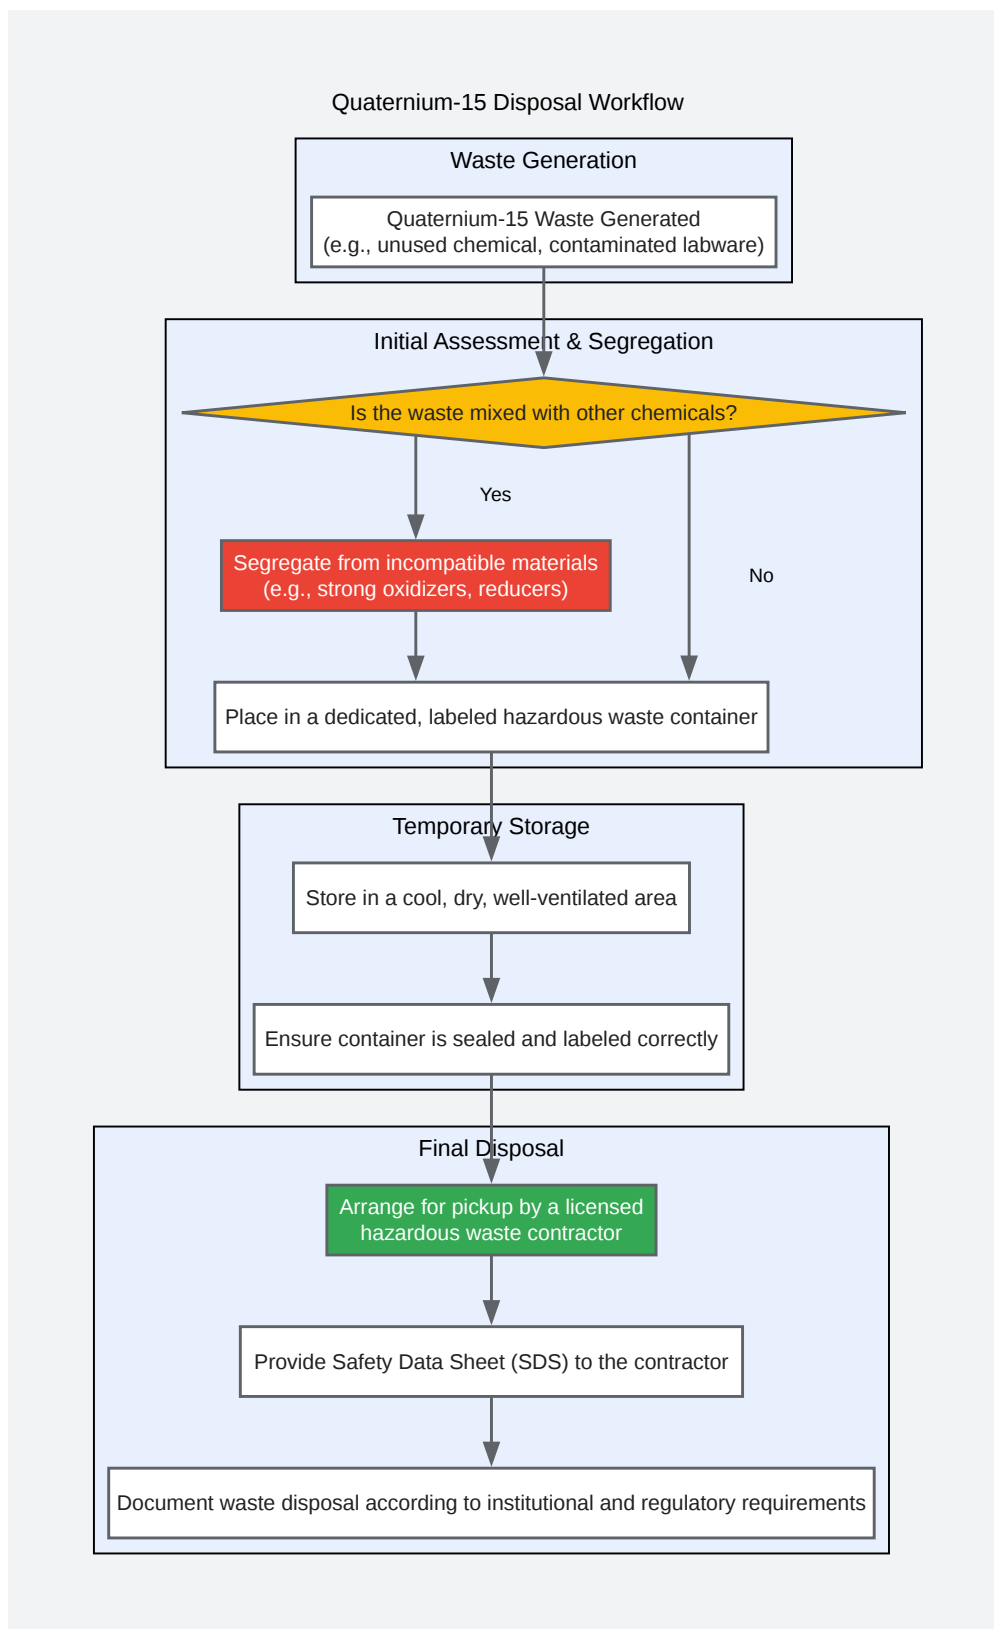 Quaternium-15 Disposal Workflow
Waste Generation
Quaternium-15 Waste Generated
(e.g., unused chemical, contaminated labware)
Initial Assessment & Segregation
Is the waste mixed with other chemicals?
Yes
Segregate from incompatible materials
(e.g., strong oxidizers, reducers)
No
Place in a dedicated, labeled hazardous waste container
Temporary Storage
Store in a cool, dry, well-ventilated area
Ensure container is sealed and labeled correctly
Final Disposal
Arrange for pickup by a licensed
hazardous waste contractor
Provide Safety Data Sheet (SDS) to the contractor
Document waste disposal according to institutional and regulatory requirements